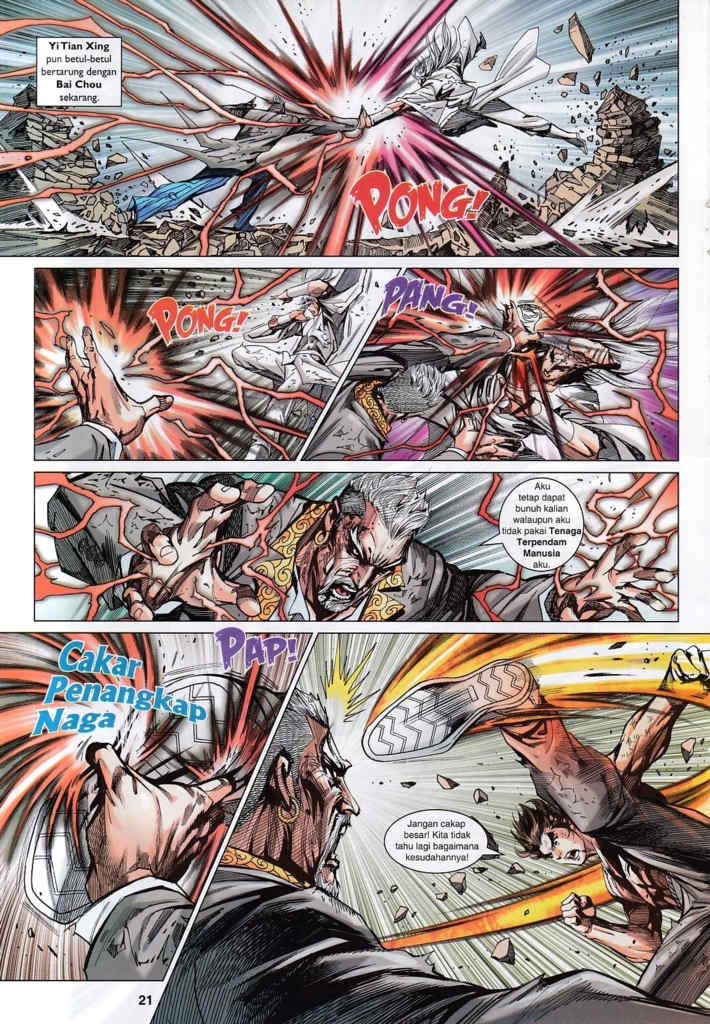 Yi Tian Xing
pun betul-betul
bertarung dengan
Bai Chou
sekarang.
PONG!
PONG!
PANG!
Aku
tetap dapat
bunuh kalian
walaupun aku
tidak pakai Tenaga
Terpendam
Manusia
aku.
Cakar
Penangkap
Naga
PAP!
Jangan cakap
besar! Kita tidak
tahu lagi bagaimana
kesudahannya!
21